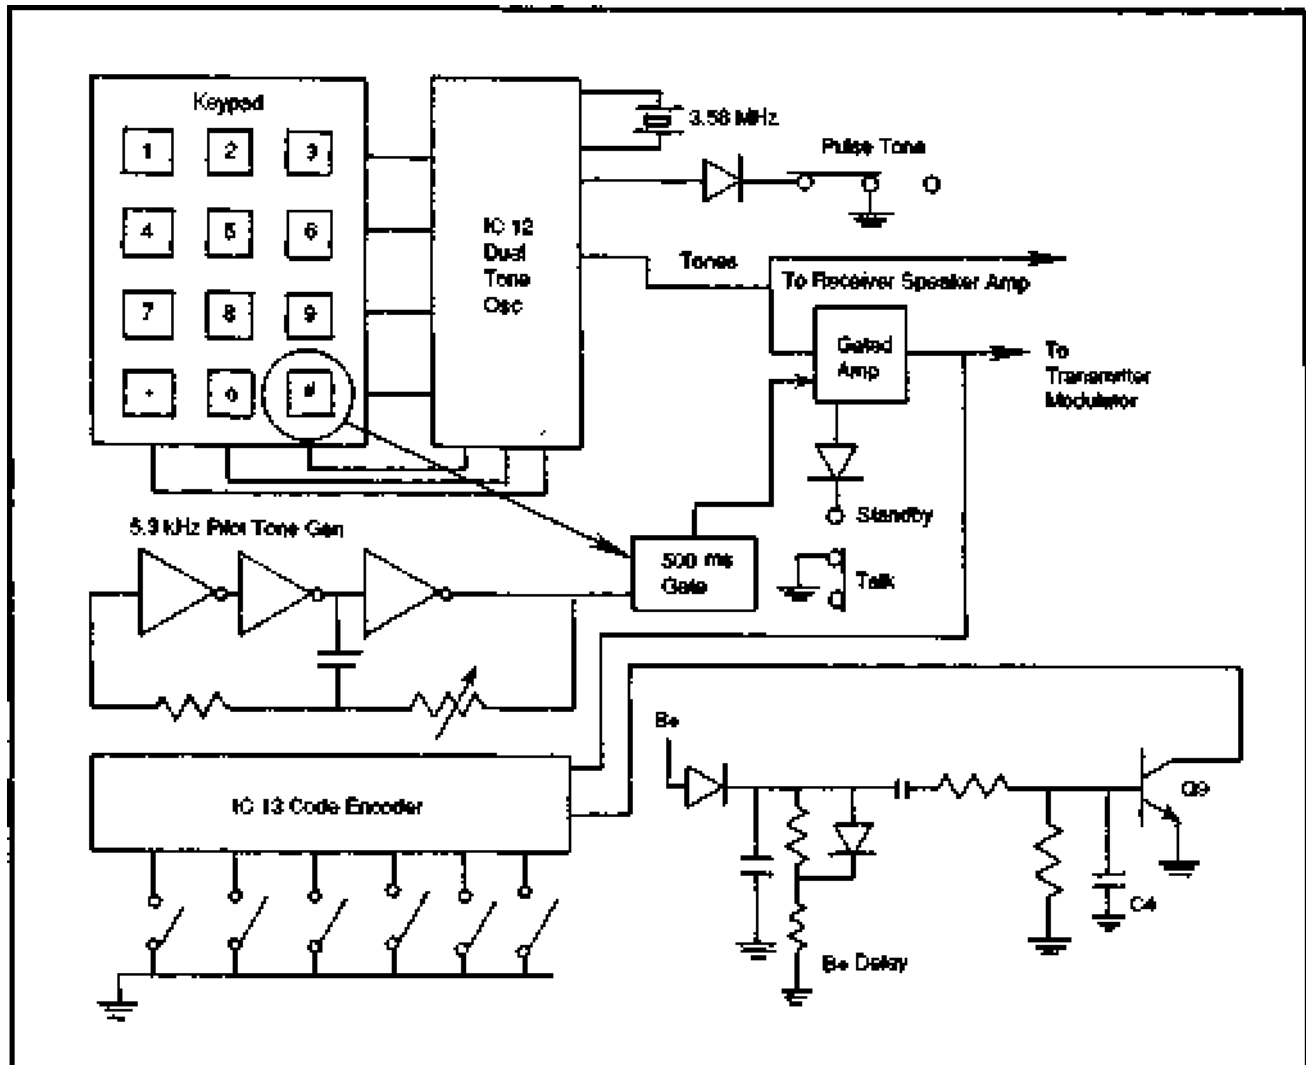 Keypad
1 2 3
4 5 6
7 8 9
0 #
IC 12
Dual
Tone
Osc
3.58 MHz
Pulse Tone
Tones
To Receiver Speaker Amp
Gated
Amp
To
Transmitter
Modulator
Standby
Talk
5.3 kHz Pilot Tone Gen
500 ms
Gate
IC 13 Code Encoder
B+
Q9
C4
B+ Delay